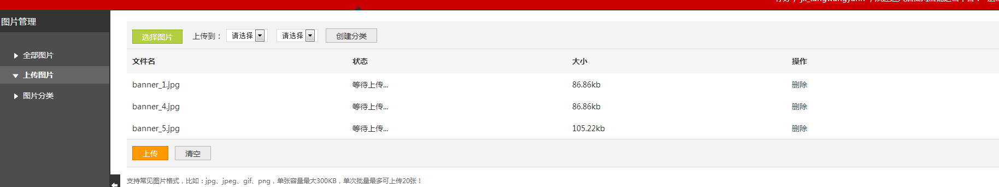 图片管理
全部图片
上传图片
图片分类
选择图片 上传到： 请选择 请选择 创建分类
文件名 状态 大小 操作
banner_1.jpg 等待上传... 86.86kb 删除
banner_4.jpg 等待上传... 86.86kb 删除
banner_5.jpg 等待上传... 105.22kb 删除
上传 清空
支持常见图片格式，比如：jpg、jpeg、gif、png，单张容量最大300KB，单次批量最多可上传20张！